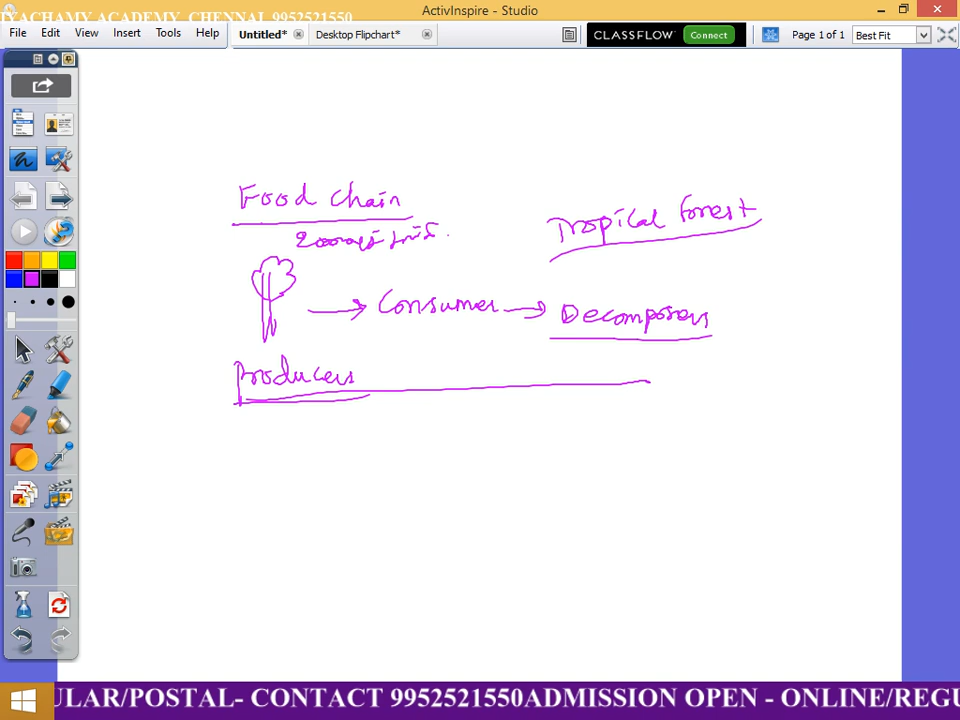 IYACHAMY ACADEMY, CHENNAI 9952521550
ActivInspire - Studio
File Edit View Insert Tools Help
Untitled* Desktop Flipchart*
CLASSFLOW Connect
Page 1 of 1 Best Fit
Food chain
Tropical forest
Consumer Decomposers
Producers
ULAR/POSTAL- CONTACT 9952521550ADMISSION OPEN - ONLINE/REGU